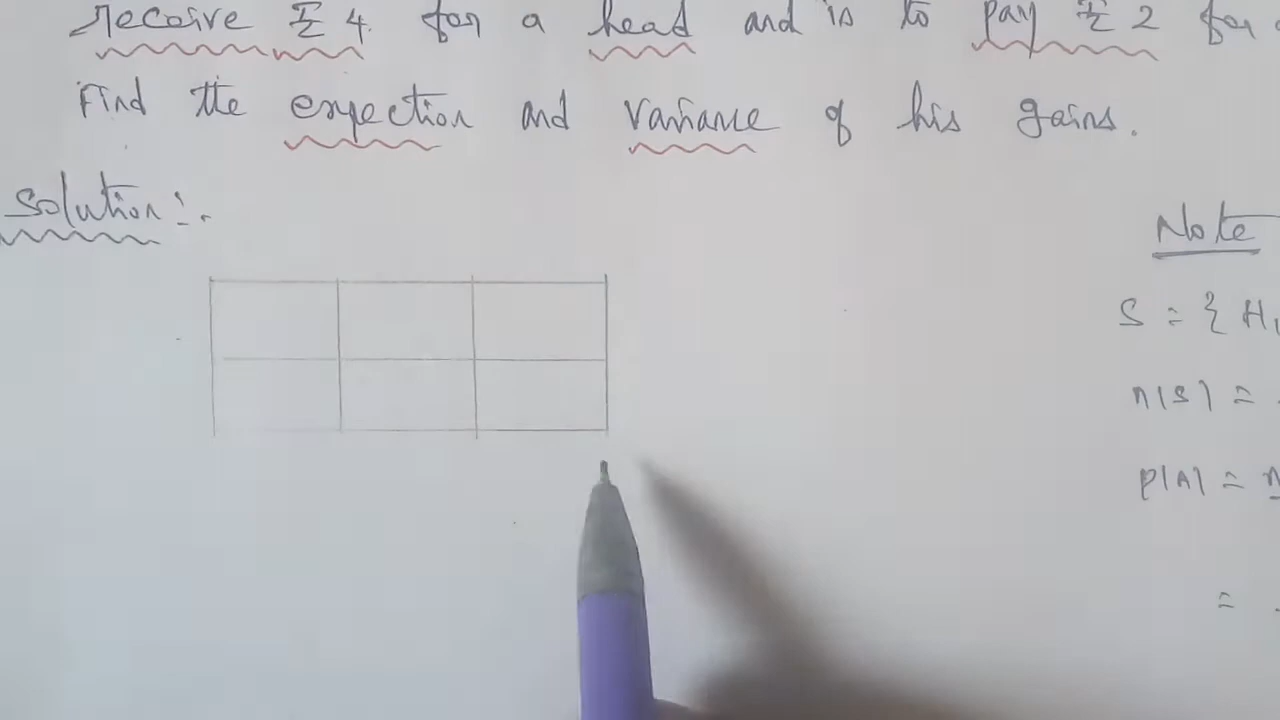 receive ₹ 4 for a head and is to pay ₹ 2 for
Find the expection and variance of his gains.
Solution:-
Note
S = { H,
n(S) =
P(A) = n
=